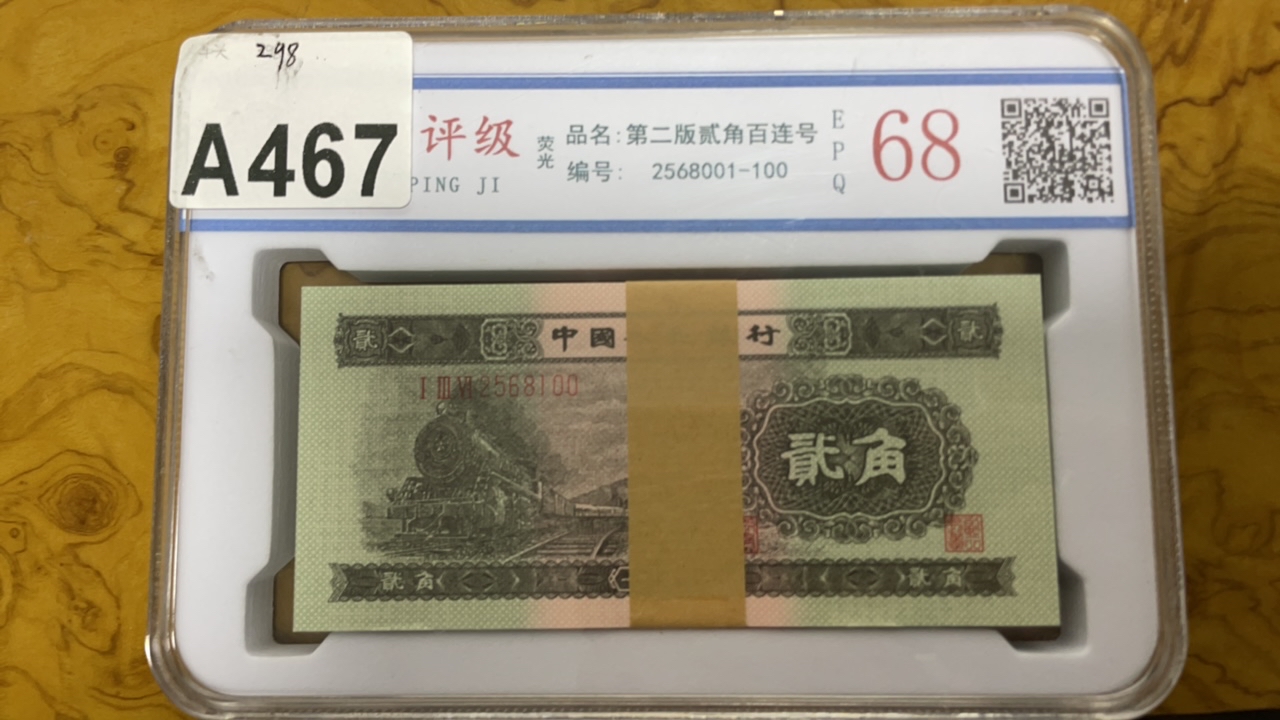 298
A467
评级
PING JI
荧光
品名:第二版贰角百连号
编号: 2568001-100
EPQ
68
贰 中國 行 贰
I III VI 2568100
贰角
贰角 贰角